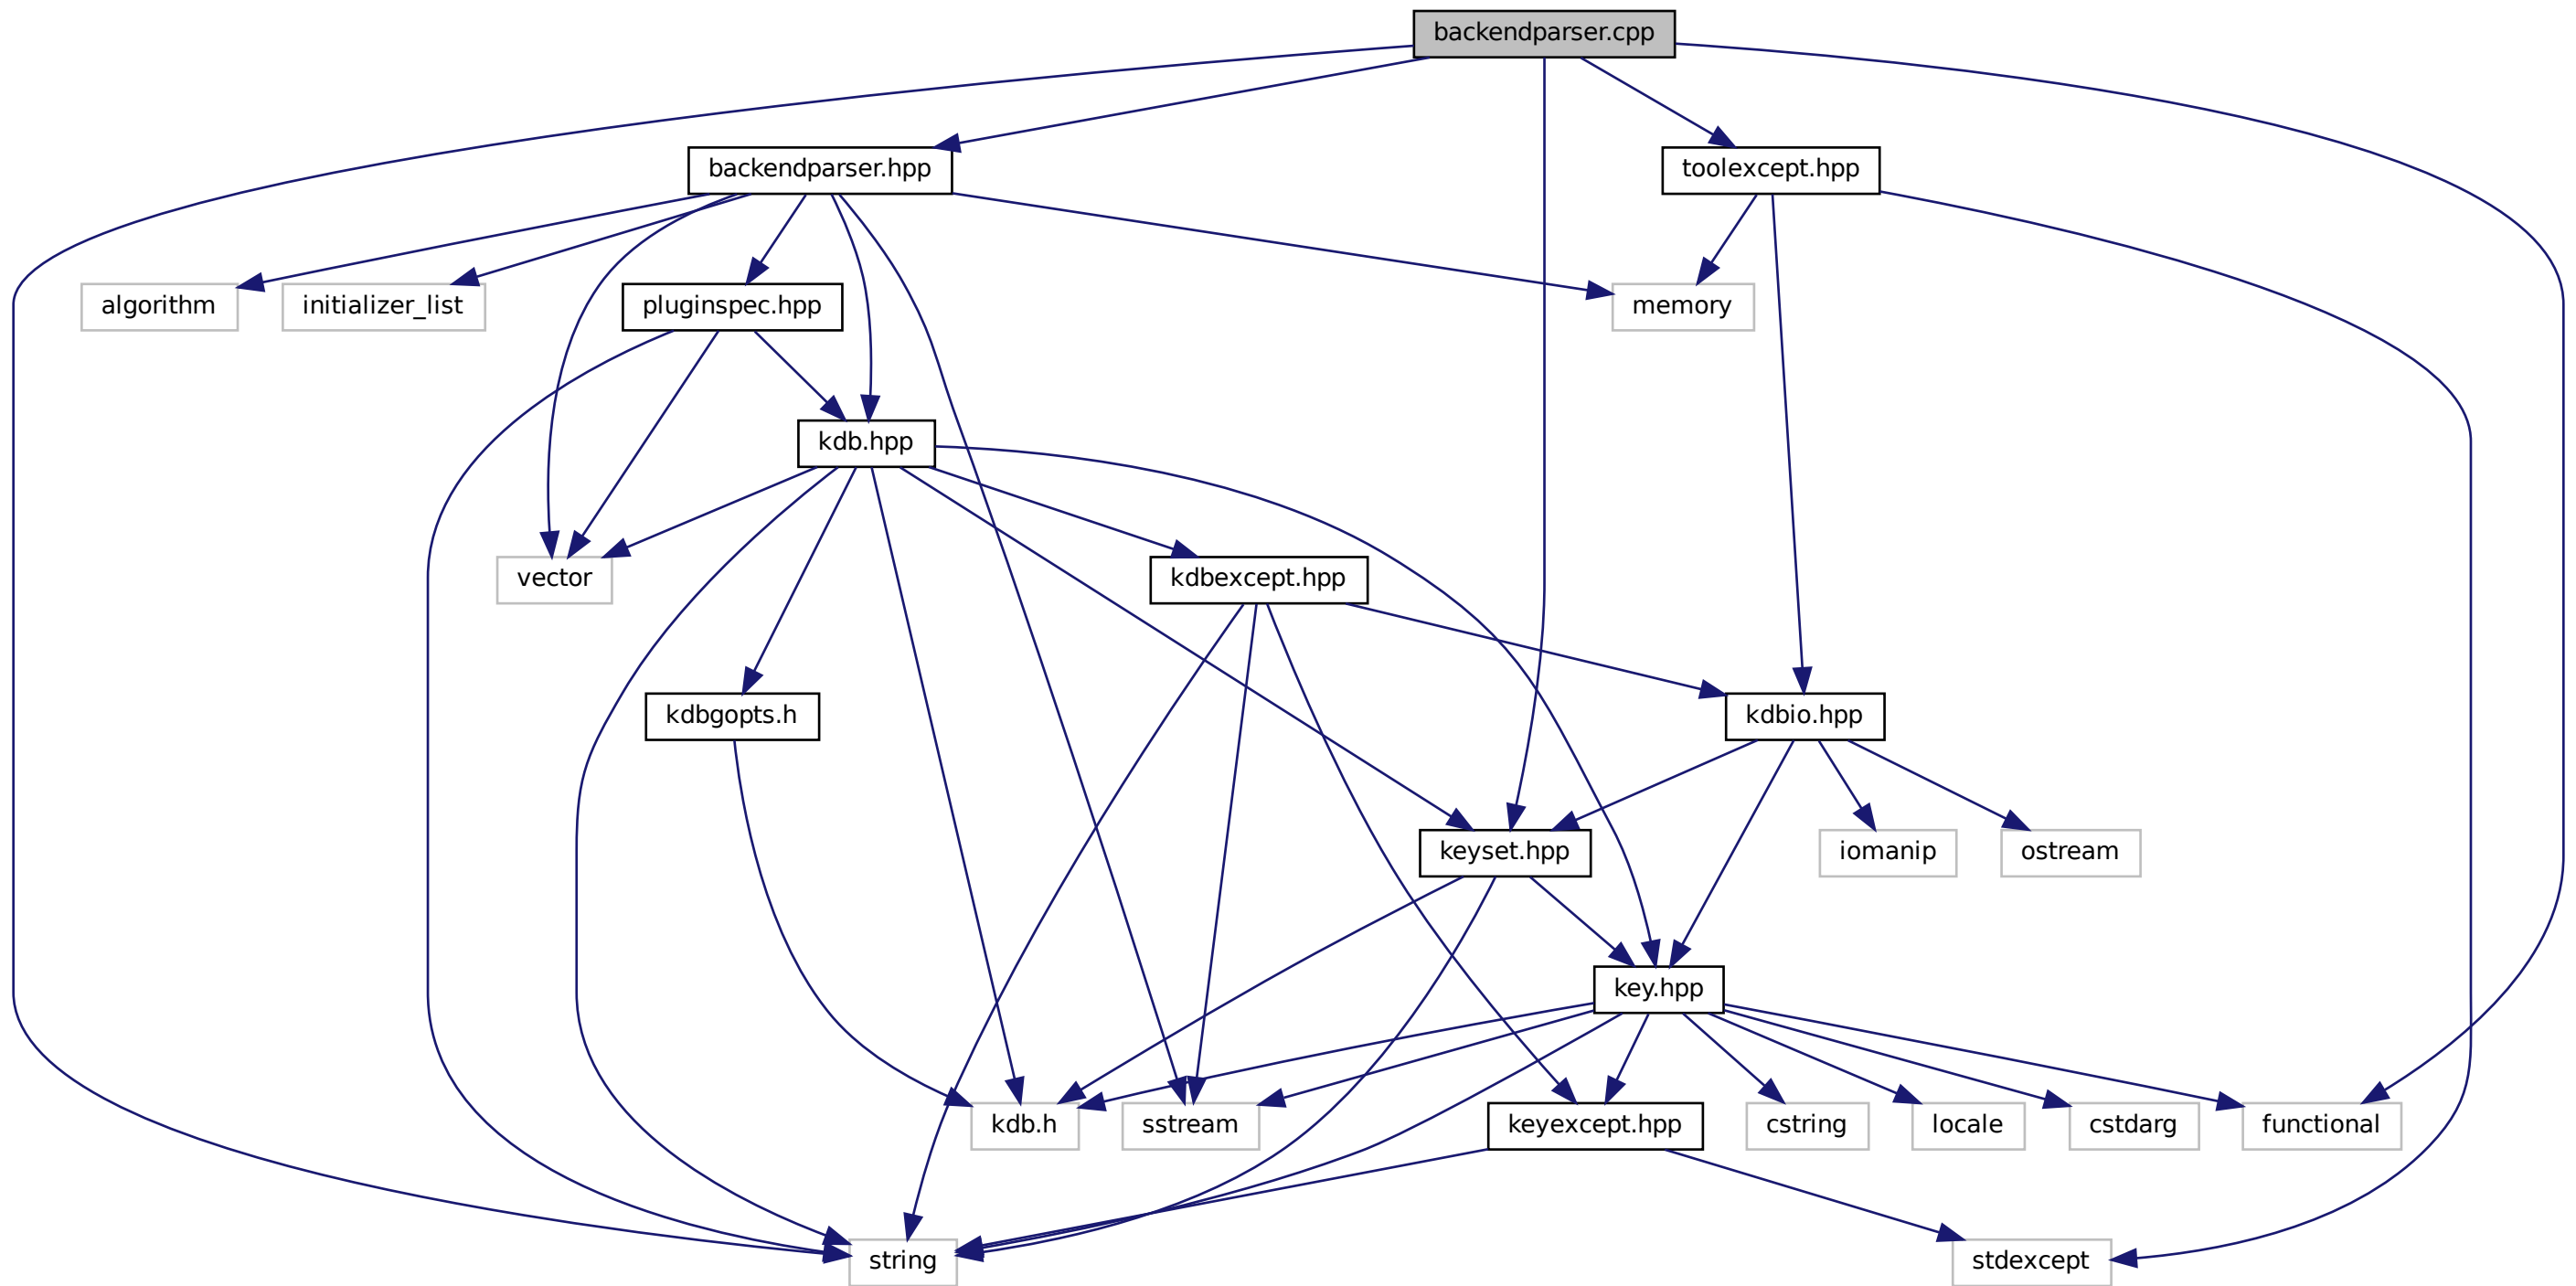 backendparser.cpp
backendparser.hpp
toolexcept.hpp
algorithm
initializer_list
pluginspec.hpp
memory
kdb.hpp
vector
kdbexcept.hpp
kdbgopts.h
kdbio.hpp
keyset.hpp
iomanip
ostream
key.hpp
kdb.h
sstream
keyexcept.hpp
cstring
locale
cstdarg
functional
string
stdexcept